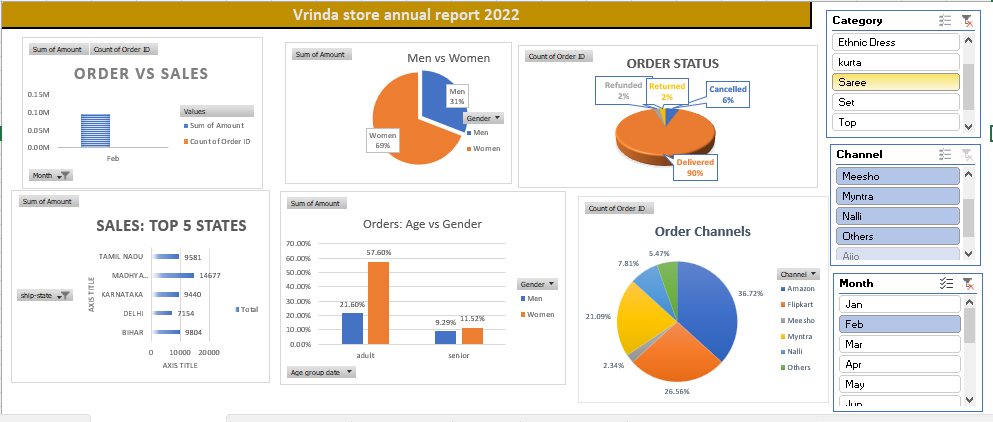 Vrinda store annual report 2022
Sum of Amount
Count of Order ID
ORDER VS SALES
0.15M
0.10M
0.05M
0.00M
Feb
Values
Sum of Amount
Count of Order ID
Month
Sum of Amount
Men vs Women
Men
31%
Women
69%
Gender
Men
Women
Count of Order ID
ORDER STATUS
Refunded
2%
Returned
2%
Cancelled
6%
Delivered
90%
Sum of Amount
SALES: TOP 5 STATES
AXIS TITLE
TAMIL NADU
9581
MADHYA...
14677
KARNATAKA
9440
DELHI
7154
BIHAR
9804
0 10000 20000
AXIS TITLE
ship-state
Total
Sum of Amount
Orders: Age vs Gender
70.00%
60.00%
50.00%
40.00%
30.00%
20.00%
10.00%
0.00%
21.60%
57.60%
9.29%
11.52%
adult
senior
Gender
Men
Women
Age group date
Count of Order ID
Order Channels
5.47%
7.81%
36.72%
21.09%
2.34%
26.56%
Channel
Amazon
Flipkart
Meesho
Myntra
Nalli
Others
Category
Ethnic Dress
kurta
Saree
Set
Top
Channel
Meesho
Myntra
Nalli
Others
Ajio
Month
Jan
Feb
Mar
Apr
May
Jun